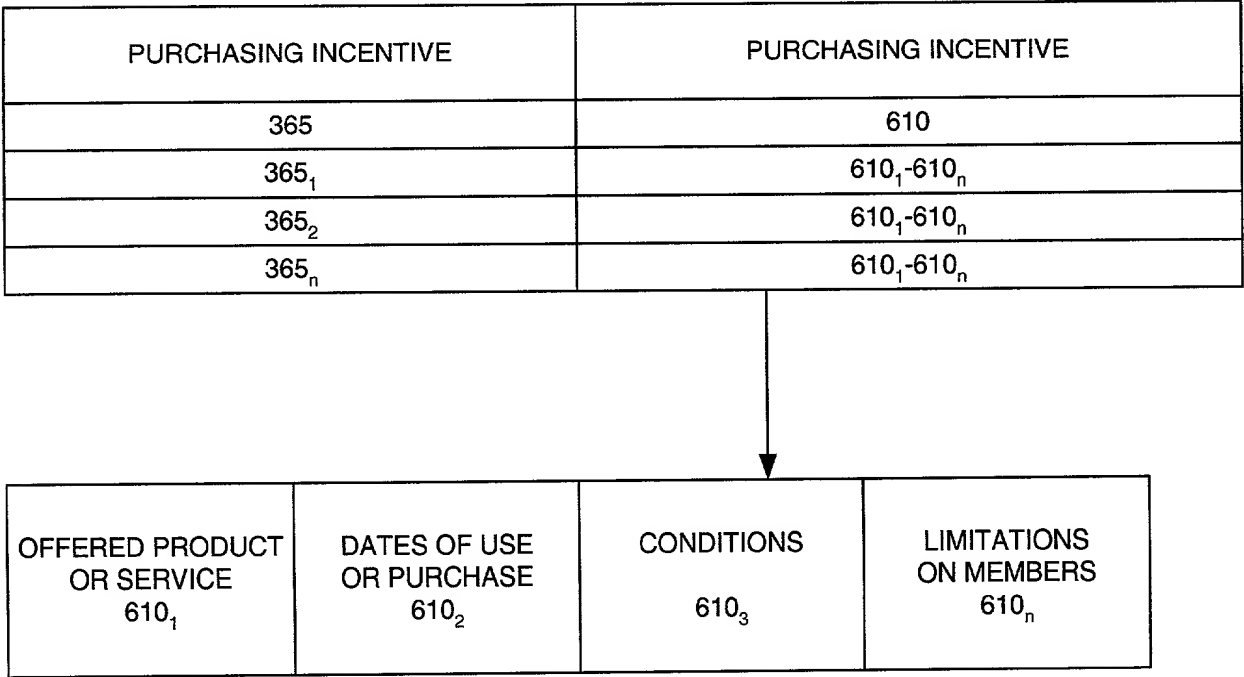 PURCHASING INCENTIVE PURCHASING INCENTIVE
365 610
365₁ 610₁-610ₙ
365₂ 610₁-610ₙ
365ₙ 610₁-610ₙ
OFFERED PRODUCT
OR SERVICE
610₁
DATES OF USE
OR PURCHASE
610₂
CONDITIONS
610₃
LIMITATIONS
ON MEMBERS
610ₙ